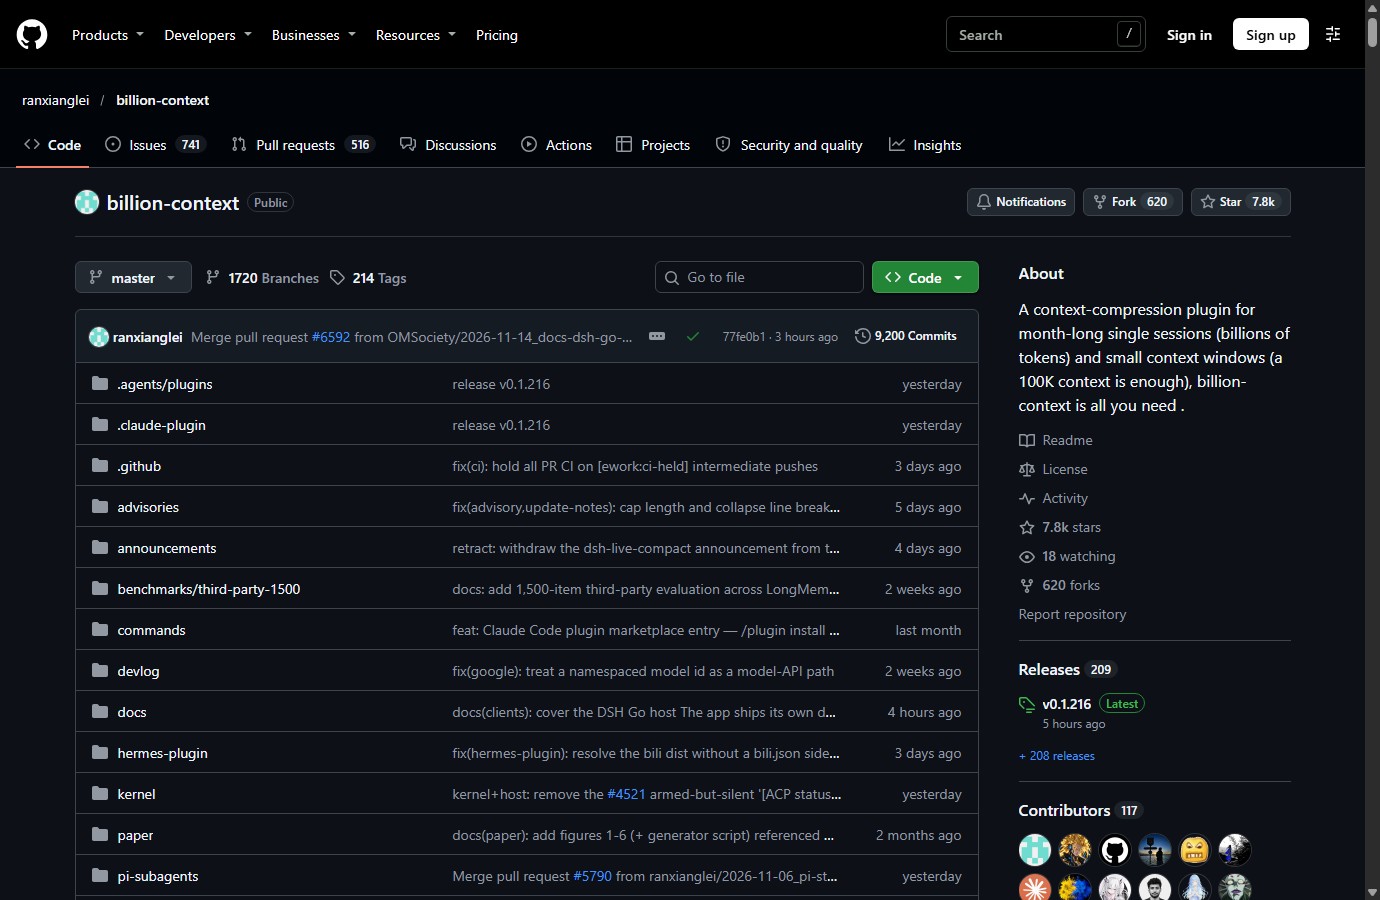 Products Developers Businesses Resources Pricing Search / Sign in Sign up
ranxianglei / billion-context
Code Issues 741 Pull requests 516 Discussions Actions Projects Security and quality Insights
billion-context Public Notifications Fork 620 Star 7.8k
master 1720 Branches 214 Tags Go to file Code
ranxianglei Merge pull request #6592 from OMSociety/2026-11-14_docs-dsh-go-... 77fe0b1 · 3 hours ago 9,200 Commits
.agents/plugins release v0.1.216 yesterday
.claude-plugin release v0.1.216 yesterday
.github fix(ci): hold all PR CI on [ework:ci-held] intermediate pushes 3 days ago
advisories fix(advisory,update-notes): cap length and collapse line break... 5 days ago
announcements retract: withdraw the dsh-live-compact announcement from t... 4 days ago
benchmarks/third-party-1500 docs: add 1,500-item third-party evaluation across LongMem... 2 weeks ago
commands feat: Claude Code plugin marketplace entry — /plugin install ... last month
devlog fix(google): treat a namespaced model id as a model-API path 2 weeks ago
docs docs(clients): cover the DSH Go host The app ships its own d... 4 hours ago
hermes-plugin fix(hermes-plugin): resolve the bili dist without a bili.json side... 3 days ago
kernel kernel+host: remove the #4521 armed-but-silent '[ACP status... yesterday
paper docs(paper): add figures 1-6 (+ generator script) referenced ... 2 months ago
pi-subagents Merge pull request #5790 from ranxianglei/2026-11-06_pi-st... yesterday
About
A context-compression plugin for
month-long single sessions (billions of
tokens) and small context windows (a
100K context is enough), billion-
context is all you need .
Readme
License
Activity
7.8k stars
18 watching
620 forks
Report repository
Releases 209
v0.1.216 Latest
5 hours ago
+ 208 releases
Contributors 117